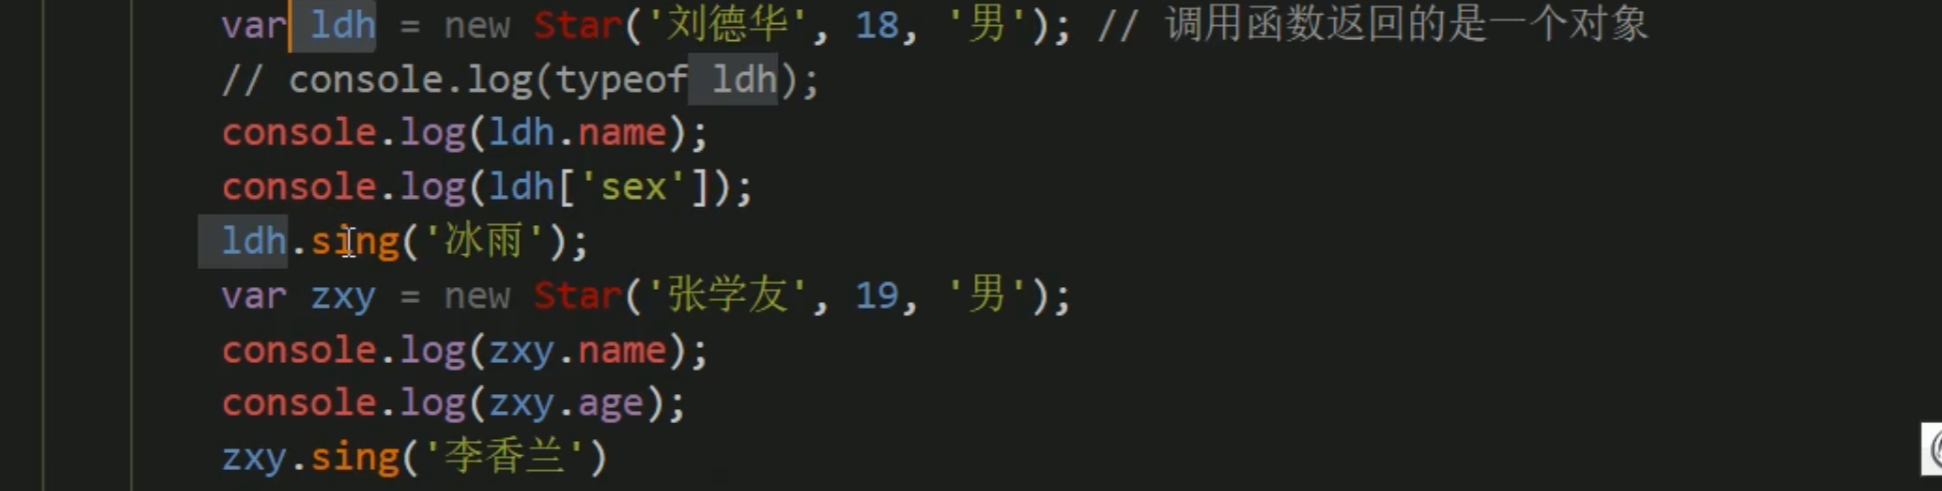 var ldh = new Star('刘德华', 18, '男'); // 调用函数返回的是一个对象
// console.log(typeof ldh);
console.log(ldh.name);
console.log(ldh['sex']);
ldh.sing('冰雨');
var zxy = new Star('张学友', 19, '男');
console.log(zxy.name);
console.log(zxy.age);
zxy.sing('李香兰')